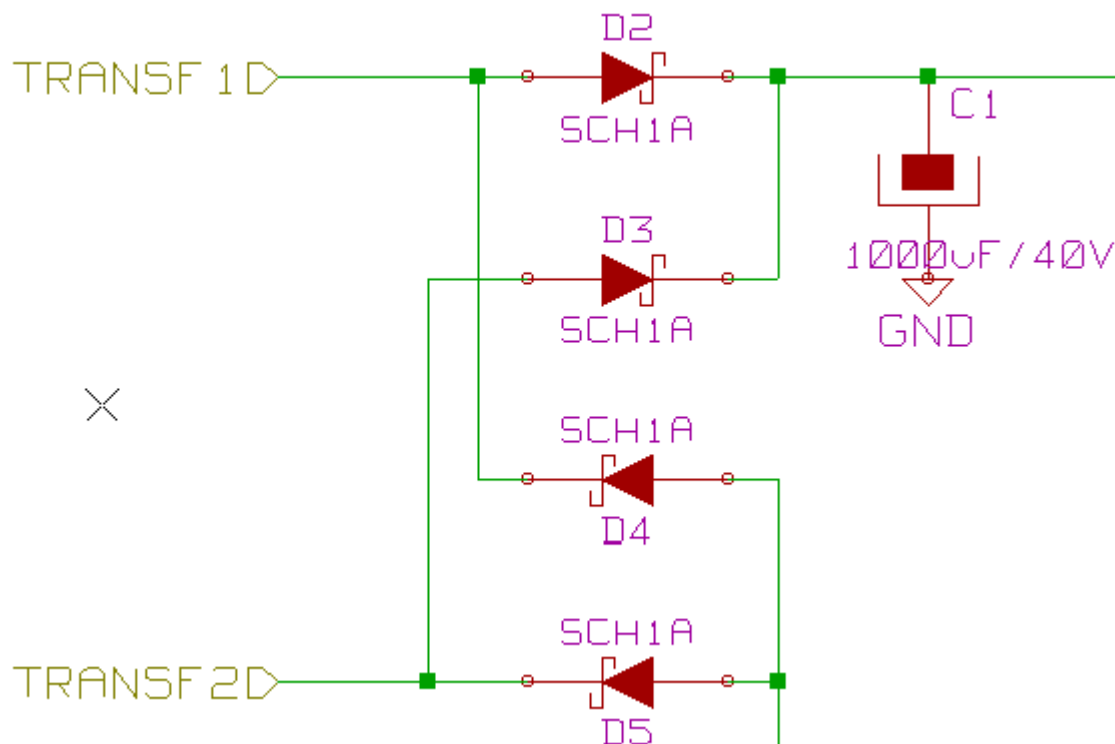 D2
TRANSF1
C1
SCH1A
D3
1000uF/40V
SCH1A
GND
SCH1A
D4
SCH1A
TRANSF2
D5